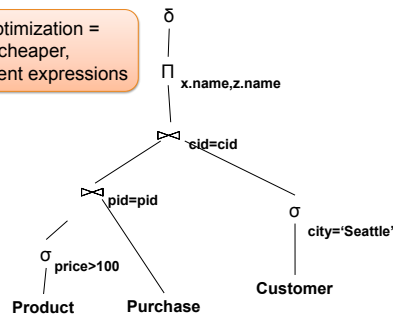 ptimization =
cheaper,
ent expressions
δ
Π x.name,z.name
cid=cid
pid=pid
σ price>100
σ city=‘Seattle’
Product
Purchase
Customer